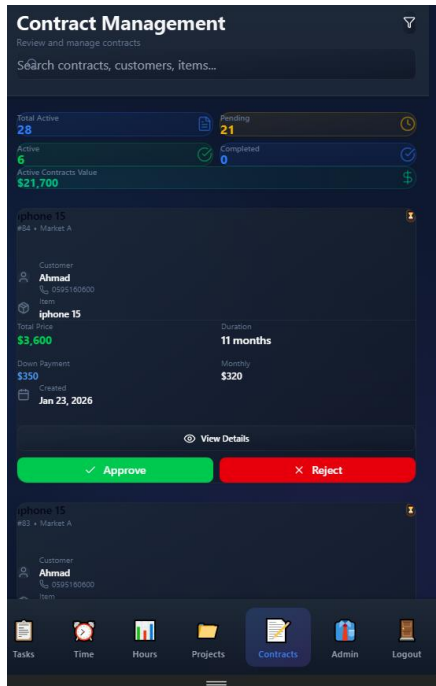 Contract Management
Review and manage contracts
Search contracts, customers, items...
Total Active
28
Pending
21
Active
6
Completed
0
Active Contracts Value
$21,700
iphone 15
#84 • Market A
Customer
Ahmad
0595160600
Item
iphone 15
Total Price
$3,600
Duration
11 months
Down Payment
$350
Monthly
$320
Created
Jan 23, 2026
View Details
Approve
Reject
iphone 15
#83 • Market A
Customer
Ahmad
0595160600
Item
Tasks
Time
Hours
Projects
Contracts
Admin
Logout